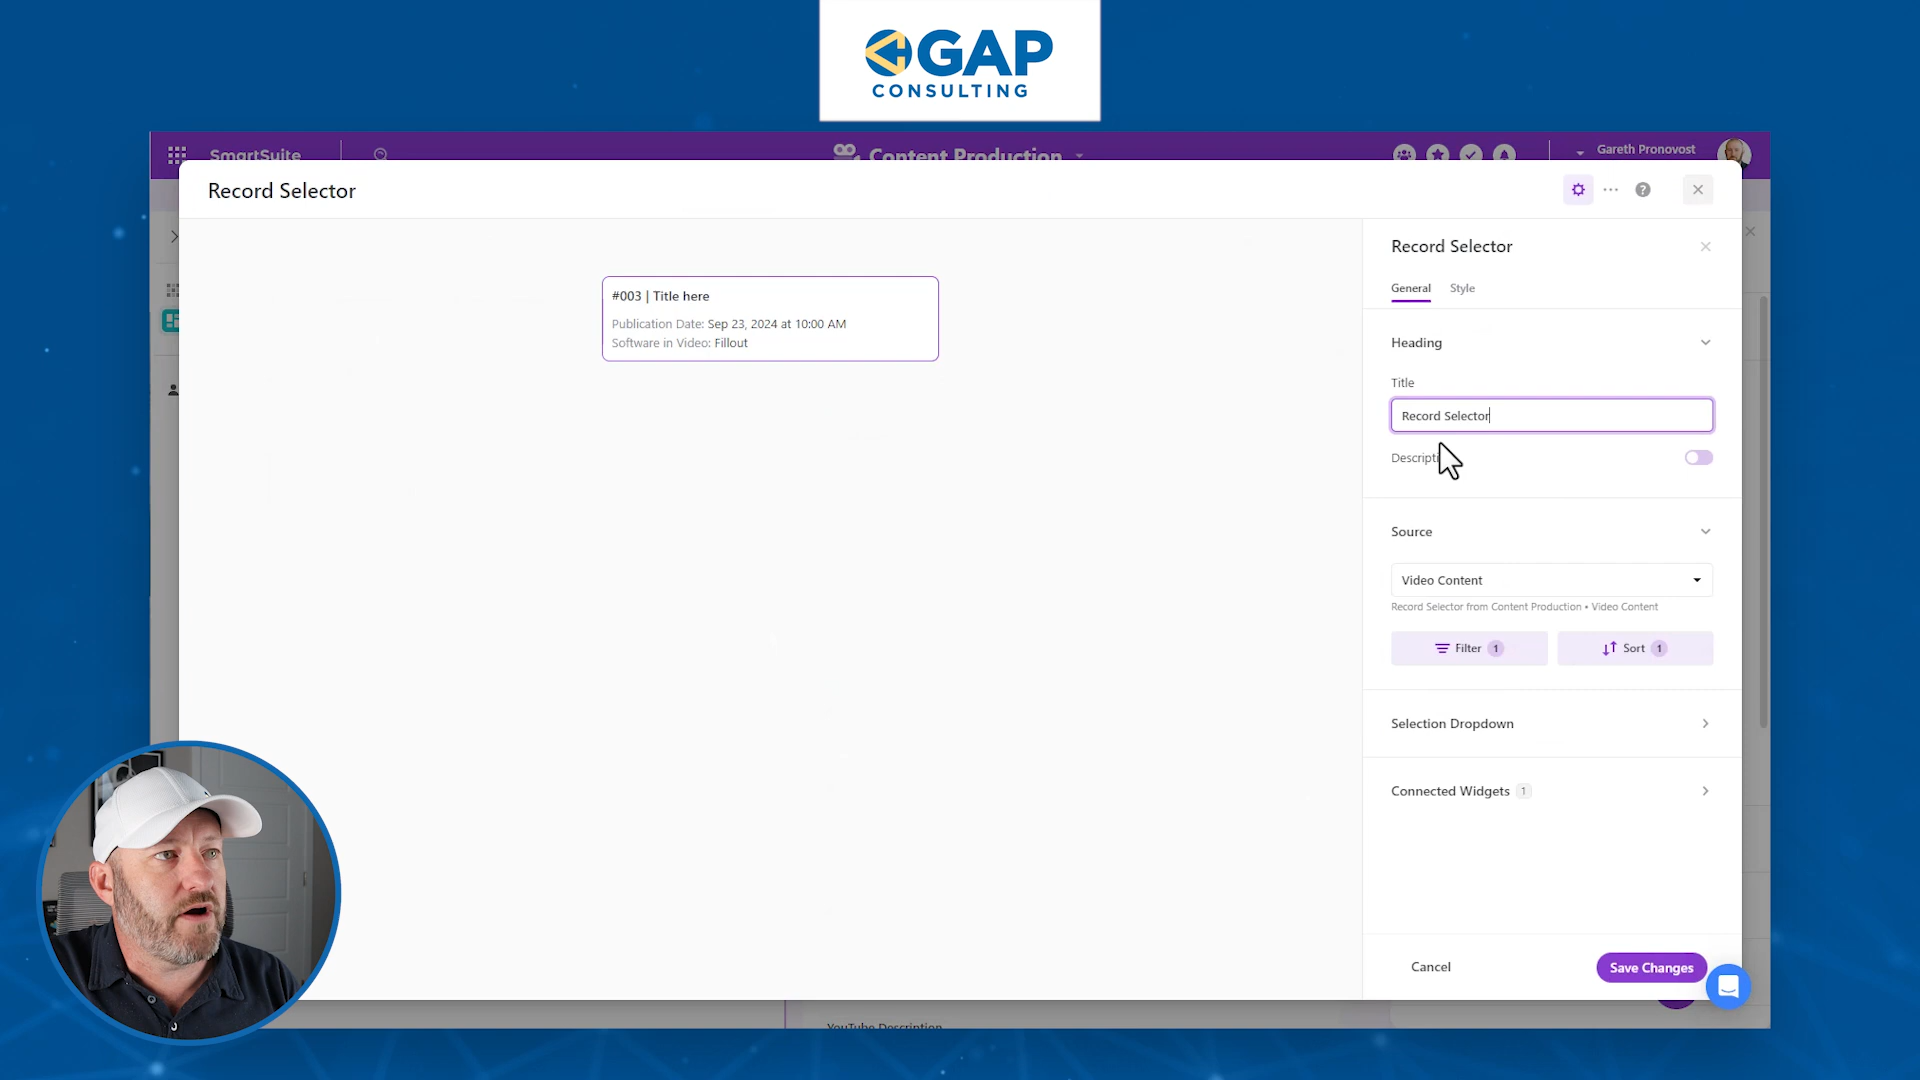 GAP
CONSULTING
SmartSuite
Content Production
Gareth Pronovost
Record Selector
Record Selector
General Style
#003 | Title here
Publication Date: Sep 23, 2024 at 10:00 AM
Software in Video: Fillout
Heading
Title
Record Selector
Descripti
Source
Video Content
Record Selector from Content Production • Video Content
Filter 1
Sort 1
Selection Dropdown
Connected Widgets 1
Cancel
Save Changes
YouTube Description